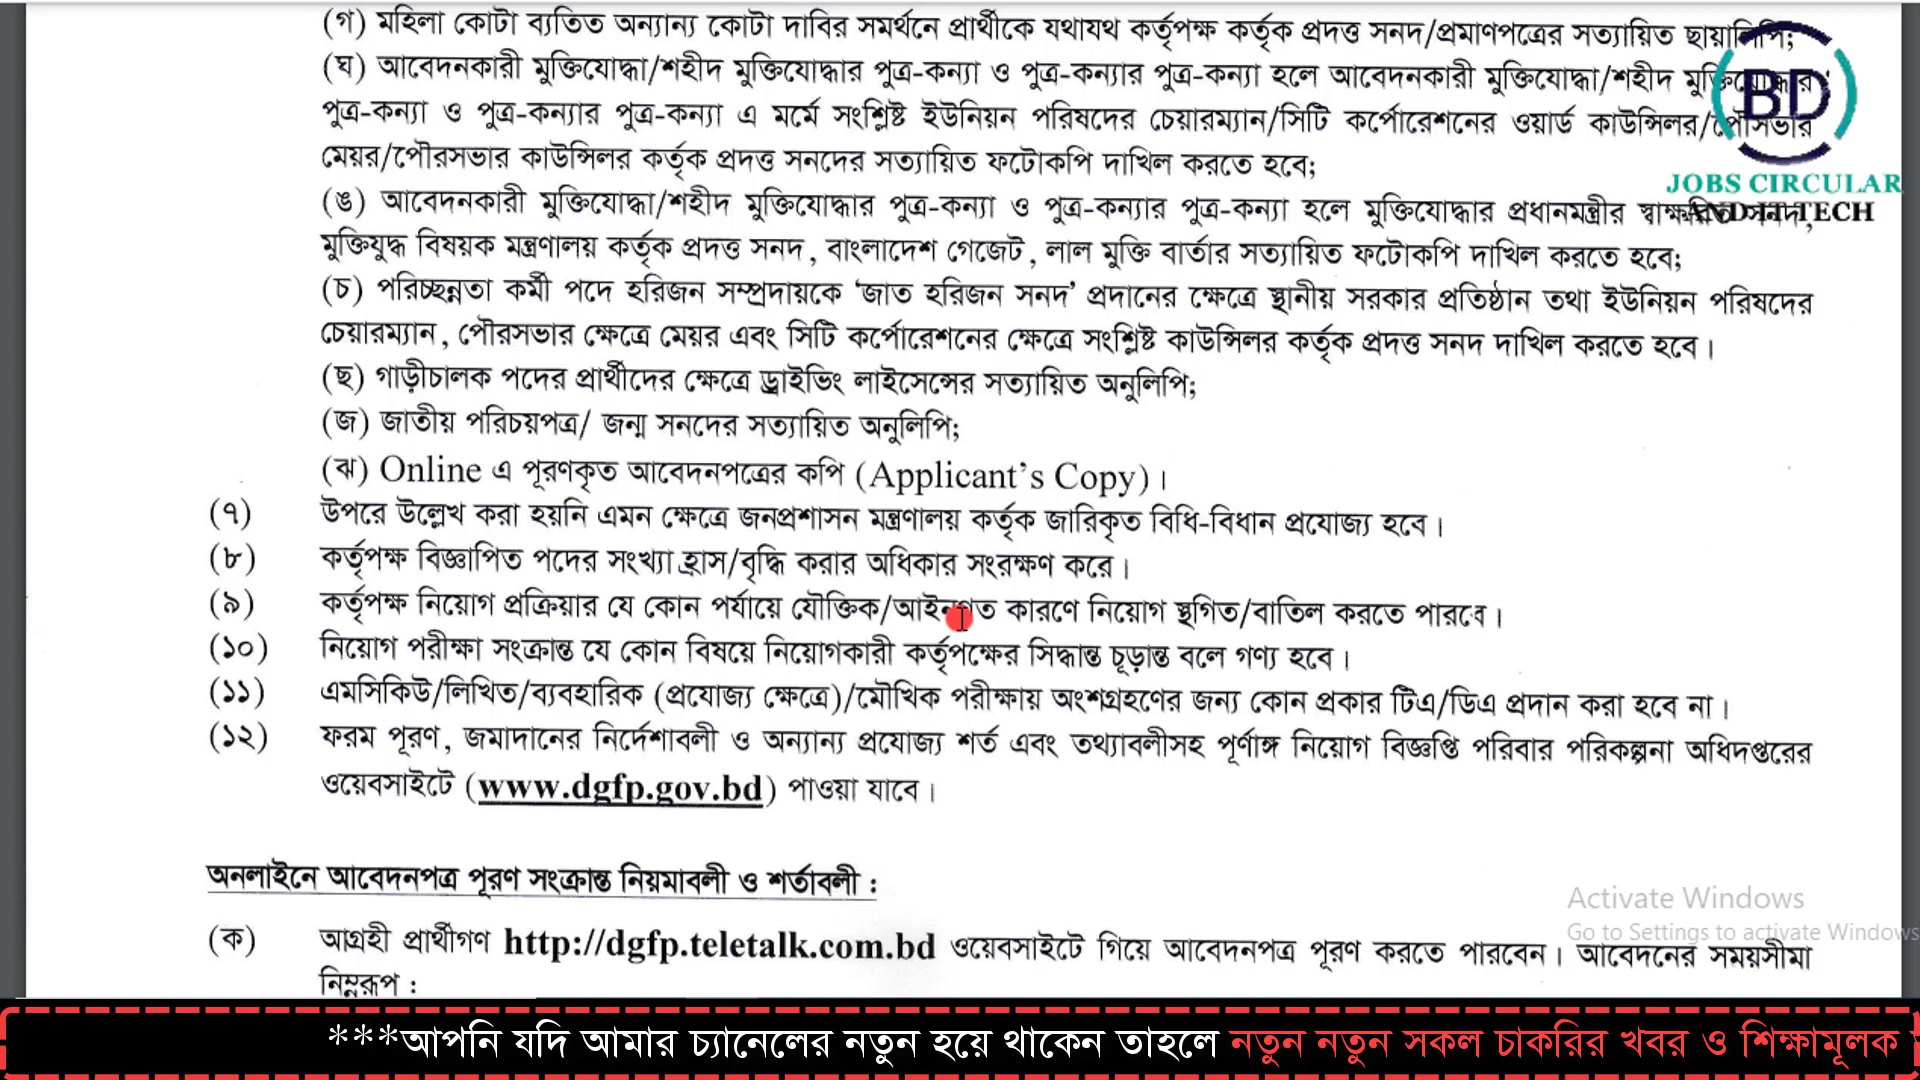 (গ) মহিলা কোটা ব্যতিত অন্যান্য কোটা দাবির সমর্থনে প্রার্থীকে যথাযথ কর্তৃপক্ষ কর্তৃক প্রদত্ত সনদ/প্রমাণপত্রের সত্যায়িত ছায়ালিপি;
(ঘ) আবেদনকারী মুক্তিযোদ্ধা/শহীদ মুক্তিযোদ্ধার পুত্র-কন্যা ও পুত্র-কন্যার পুত্র-কন্যা হলে আবেদনকারী মুক্তিযোদ্ধা/শহীদ মুক্তিযোদ্ধার
পুত্র-কন্যা ও পুত্র-কন্যার পুত্র-কন্যা এ মর্মে সংশ্লিষ্ট ইউনিয়ন পরিষদের চেয়ারম্যান/সিটি কর্পোরেশনের ওয়ার্ড কাউন্সিলর/পৌসভার
মেয়র/পৌরসভার কাউন্সিলর কর্তৃক প্রদত্ত সনদের সত্যায়িত ফটোকপি দাখিল করতে হবে;
(ঙ) আবেদনকারী মুক্তিযোদ্ধা/শহীদ মুক্তিযোদ্ধার পুত্র-কন্যা ও পুত্র-কন্যার পুত্র-কন্যা হলে মুক্তিযোদ্ধার প্রধানমন্ত্রীর স্বাক্ষরিত সনদ,
মুক্তিযুদ্ধ বিষয়ক মন্ত্রণালয় কর্তৃক প্রদত্ত সনদ, বাংলাদেশ গেজেট, লাল মুক্তি বার্তার সত্যায়িত ফটোকপি দাখিল করতে হবে;
(চ) পরিচ্ছন্নতা কর্মী পদে হরিজন সম্প্রদায়কে ‘জাত হরিজন সনদ’ প্রদানের ক্ষেত্রে স্থানীয় সরকার প্রতিষ্ঠান তথা ইউনিয়ন পরিষদের
চেয়ারম্যান, পৌরসভার ক্ষেত্রে মেয়র এবং সিটি কর্পোরেশনের ক্ষেত্রে সংশ্লিষ্ট কাউন্সিলর কর্তৃক প্রদত্ত সনদ দাখিল করতে হবে।
(ছ) গাড়ীচালক পদের প্রার্থীদের ক্ষেত্রে ড্রাইভিং লাইসেন্সের সত্যায়িত অনুলিপি;
(জ) জাতীয় পরিচয়পত্র/ জন্ম সনদের সত্যায়িত অনুলিপি;
(ঝ) Online এ পূরণকৃত আবেদনপত্রের কপি (Applicant’s Copy)।
(৭) উপরে উল্লেখ করা হয়নি এমন ক্ষেত্রে জনপ্রশাসন মন্ত্রণালয় কর্তৃক জারিকৃত বিধি-বিধান প্রযোজ্য হবে।
(৮) কর্তৃপক্ষ বিজ্ঞাপিত পদের সংখ্যা হ্রাস/বৃদ্ধি করার অধিকার সংরক্ষণ করে।
(৯) কর্তৃপক্ষ নিয়োগ প্রক্রিয়ার যে কোন পর্যায়ে যৌক্তিক/আইনগত কারণে নিয়োগ স্থগিত/বাতিল করতে পারবে।
(১০) নিয়োগ পরীক্ষা সংক্রান্ত যে কোন বিষয়ে নিয়োগকারী কর্তৃপক্ষের সিদ্ধান্ত চূড়ান্ত বলে গণ্য হবে।
(১১) এমসিকিউ/লিখিত/ব্যবহারিক (প্রযোজ্য ক্ষেত্রে)/মৌখিক পরীক্ষায় অংশগ্রহণের জন্য কোন প্রকার টিএ/ডিএ প্রদান করা হবে না।
(১২) ফরম পূরণ, জমাদানের নির্দেশাবলী ও অন্যান্য প্রযোজ্য শর্ত এবং তথ্যাবলীসহ পূর্ণাঙ্গ নিয়োগ বিজ্ঞপ্তি পরিবার পরিকল্পনা অধিদপ্তরের
ওয়েবসাইটে (www.dgfp.gov.bd) পাওয়া যাবে।
অনলাইনে আবেদনপত্র পূরণ সংক্রান্ত নিয়মাবলী ও শর্তাবলী :
(ক) আগ্রহী প্রার্থীগণ http://dgfp.teletalk.com.bd ওয়েবসাইটে গিয়ে আবেদনপত্র পূরণ করতে পারবেন। আবেদনের সময়সীমা
নিম্নরূপ :
BD
JOBS CIRCULAR
AND IT TECH
Activate Windows
Go to Settings to activate Windows
***আপনি যদি আমার চ্যানেলের নতুন হয়ে থাকেন তাহলে নতুন নতুন সকল চাকরির খবর ও শিক্ষামূলক